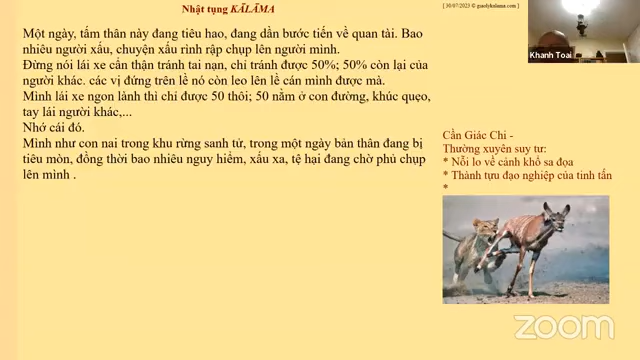 Nhật tụng KĀLĀMA
[ 30/07/2023 © giaolykalama.com ]
Một ngày, tấm thân này đang tiêu hao, đang dần bước tiến về quan tài. Bao
nhiêu người xấu, chuyện xấu rình rập chụp lên người mình.
Đừng nói lái xe cẩn thận tránh tai nạn, chỉ tránh được 50%; 50% còn lại của
người khác. các vị đứng trên lề nó còn leo lên lề cán mình được mà.
Mình lái xe ngon lành thì chỉ được 50 thôi; 50 nằm ở con đường, khúc quẹo,
tay lái người khác,...
Nhớ cái đó.
Mình như con nai trong khu rừng sanh tử, trong một ngày bản thân đang bị
tiêu mòn, đồng thời bao nhiêu nguy hiểm, xấu xa, tệ hại đang chờ phủ chụp
lên mình .
Khanh Toai
Cần Giác Chi -
Thường xuyên suy tư:
* Nỗi lo về cảnh khổ sa đọa
* Thành tựu đạo nghiệp của tinh tấn
*
zoom